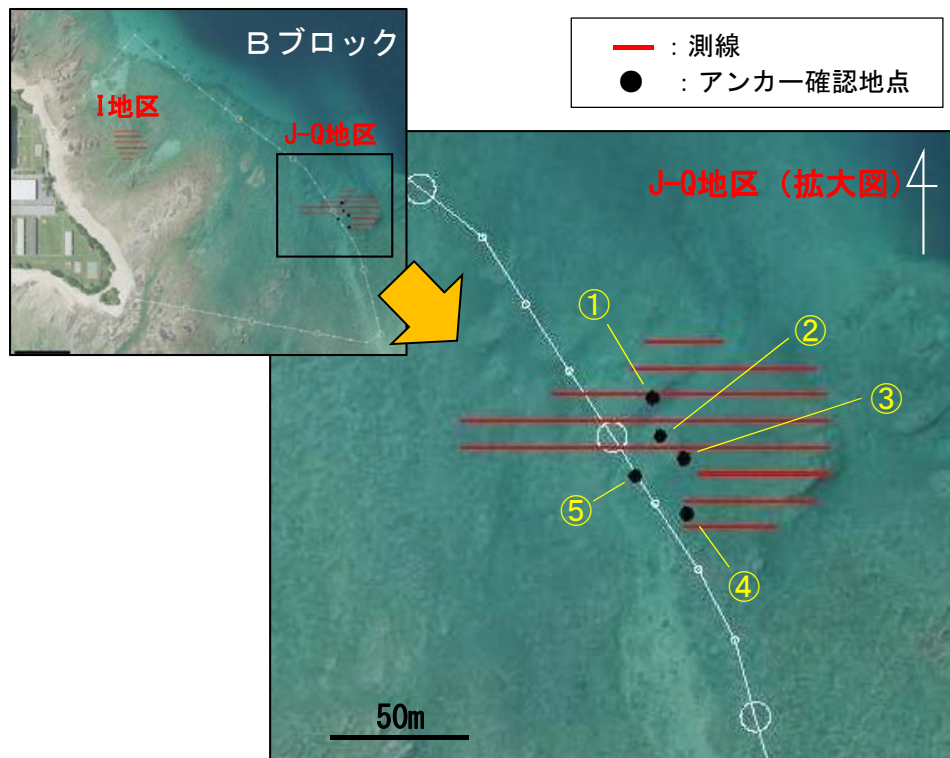 Bブロック
I地区
J-Q地区
：測線
：アンカー確認地点
J-Q地区（拡大図）
①
②
③
⑤
④
50m